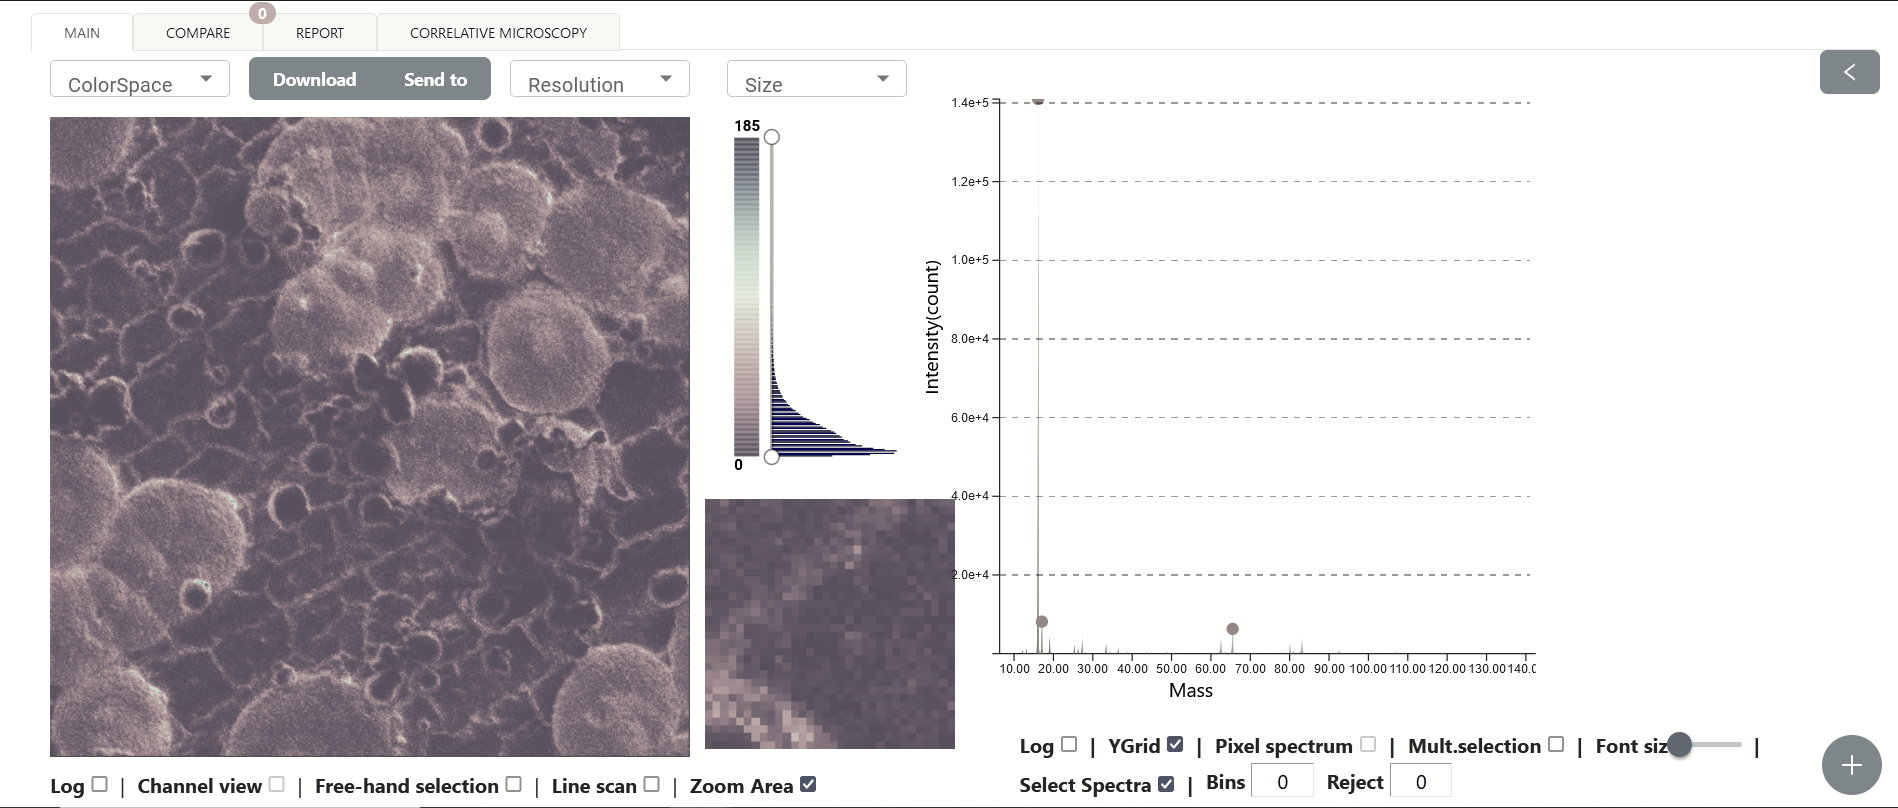 0
MAIN COMPARE REPORT CORRELATIVE MICROSCOPY
ColorSpace Download Send to Resolution Size
<
185
0
1.4e+5
1.2e+5
1.0e+5
8.0e+4
6.0e+4
4.0e+4
2.0e+4
Intensity(count)
10.00 20.00 30.00 40.00 50.00 60.00 70.00 80.00 90.00 100.00 110.00 120.00 130.00 140.0
Mass
Log | YGrid | Pixel spectrum | Mult.selection | Font siz |
Select Spectra | Bins 0 Reject 0
+
Log | Channel view | Free-hand selection | Line scan | Zoom Area